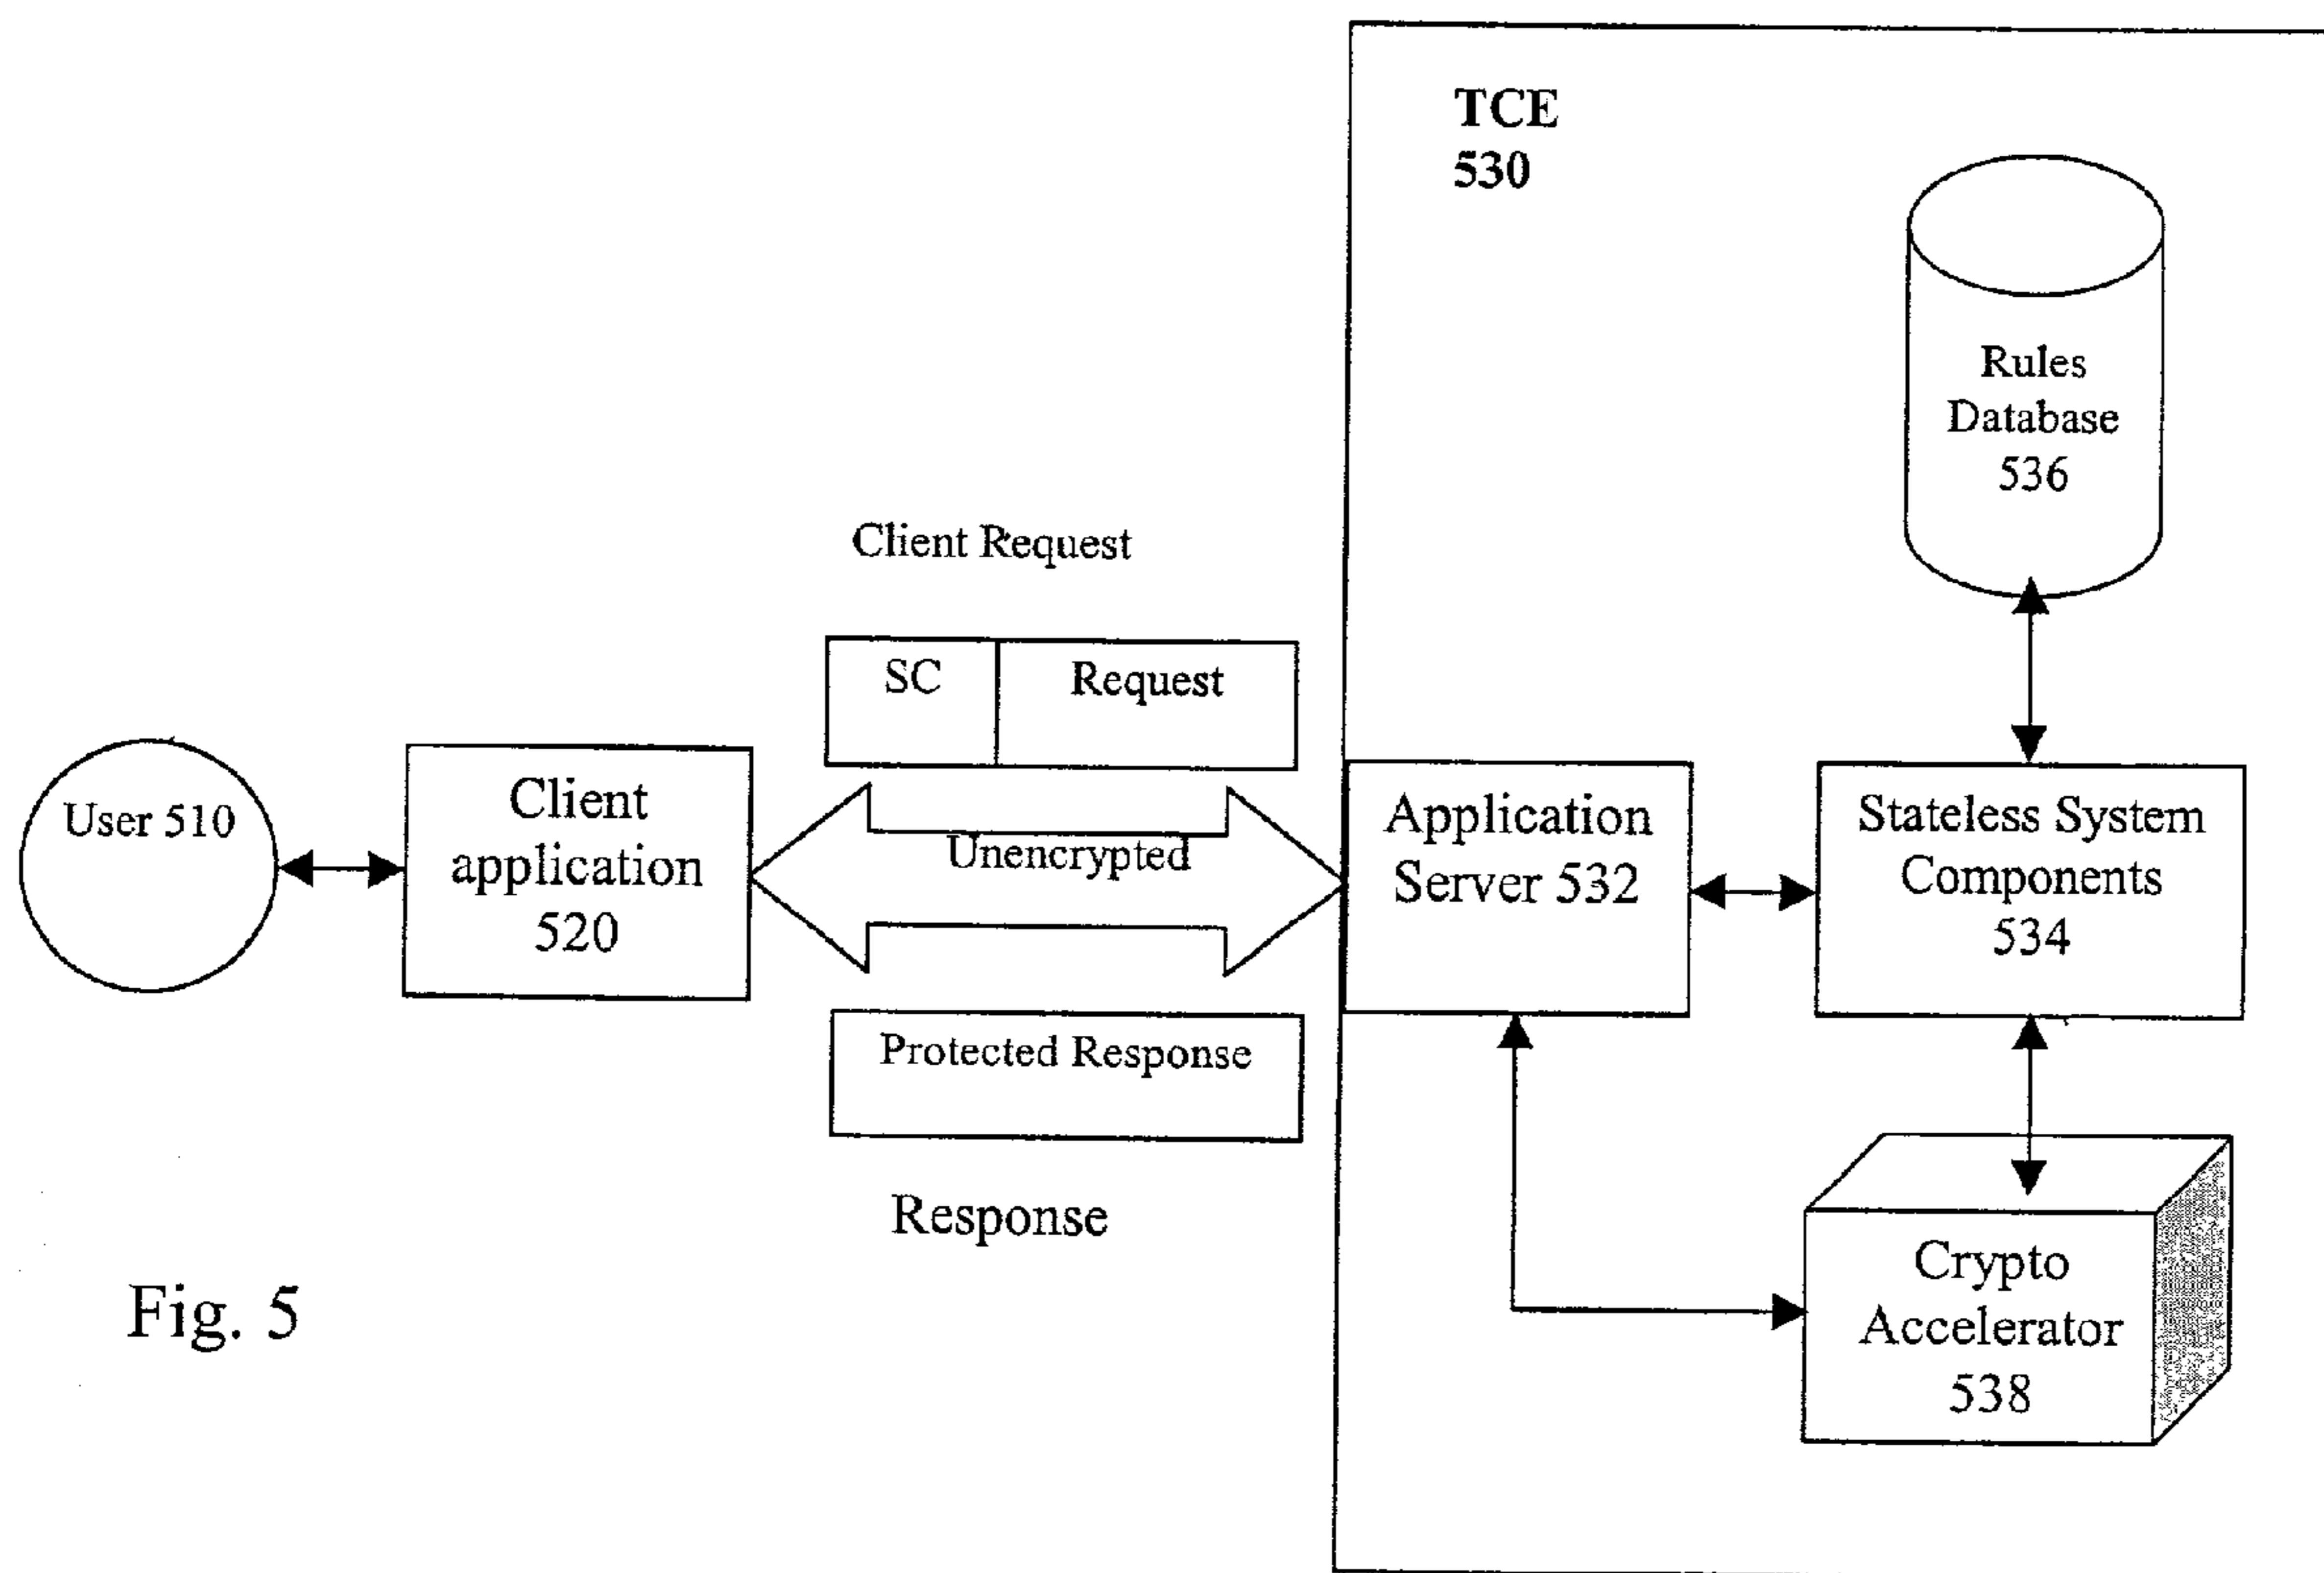 TCE
530
Rules
Database
536
Client Request
SC
Request
User 510
Client
application
520
Unencrypted
Application
Server 532
Stateless System
Components
534
Protected Response
Response
Crypto
Accelerator
538
Fig. 5